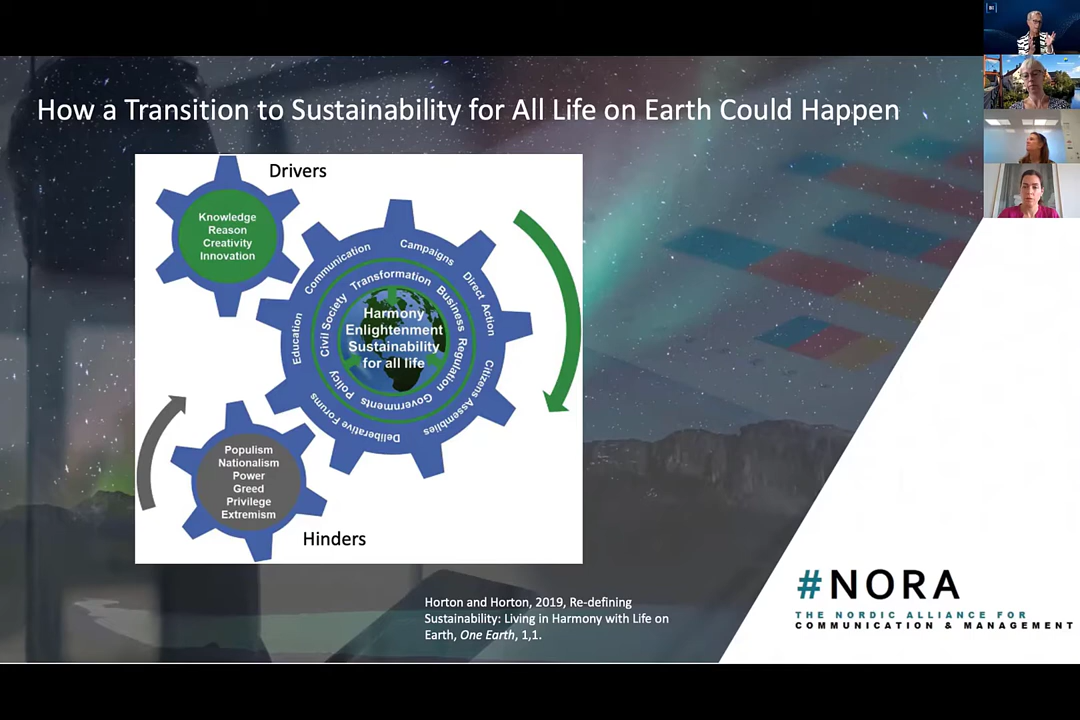 How a Transition to Sustainability for All Life on Earth Could Happen
Drivers
Knowledge
Reason
Creativity
Innovation
Communication
Campaigns
Direct Action
Citizens Assemblies
Deliberative Forums
Education
Civil Society
Transformation
Business
Regulation
Governments
Policy
Harmony
Enlightenment
Sustainability
for all life
Populism
Nationalism
Power
Greed
Privilege
Extremism
Hinders
Horton and Horton, 2019, Re-defining
Sustainability: Living in Harmony with Life on
Earth, One Earth, 1,1.
#NORA
THE NORDIC ALLIANCE FOR
COMMUNICATION & MANAGEMENT